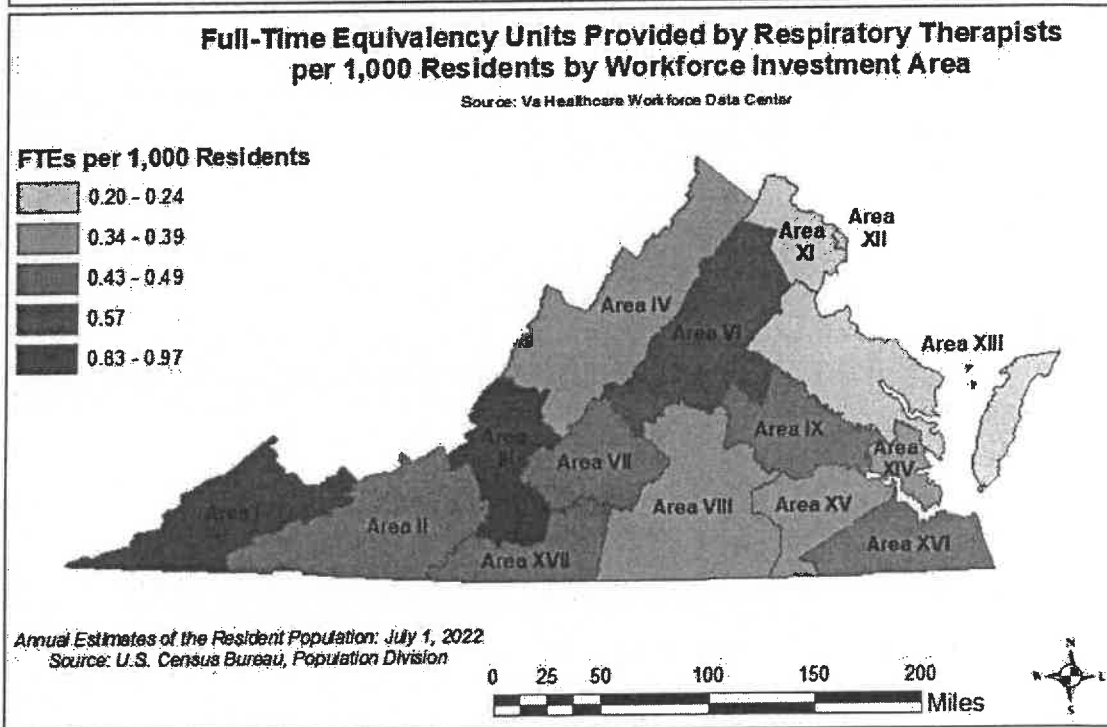 Full-Time Equivalency Units Provided by Respiratory Therapists
per 1,000 Residents by Workforce Investment Area
Source: Va Healthcare Workforce Data Center
FTEs per 1,000 Residents
0.20 - 0.24
0.34 - 0.39
0.43 - 0.49
0.57
0.83 - 0.97
Area
XI
Area
XII
Area IV
Area VI
Area XIII
Area IX
Area
XIV
Area
Area VII
Area I
Area II
Area VIII
Area XV
Area XVII
Area XVI
Annual Estimates of the Resident Population: July 1, 2022
Source: U.S. Census Bureau, Population Division
0 25 50 100 150 200
Miles
N
W
S